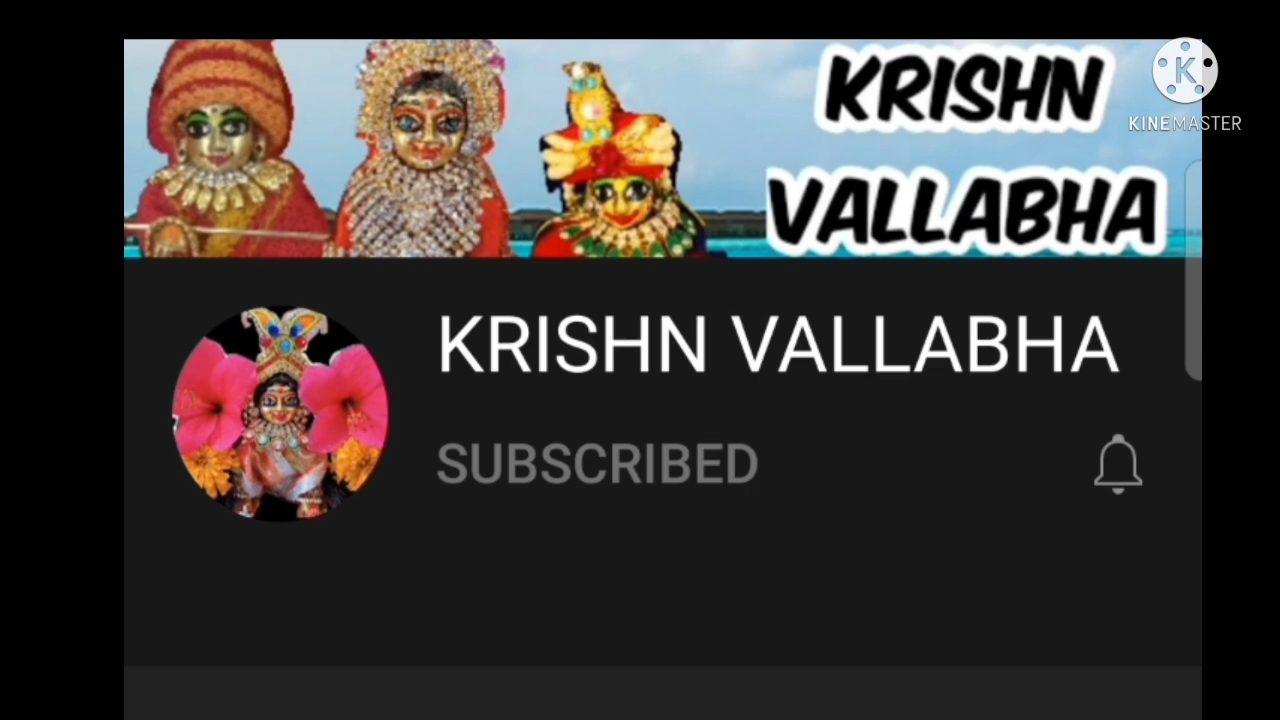 KRISHN
VALLABHA
K
KINEMASTER
KRISHN VALLABHA
SUBSCRIBED